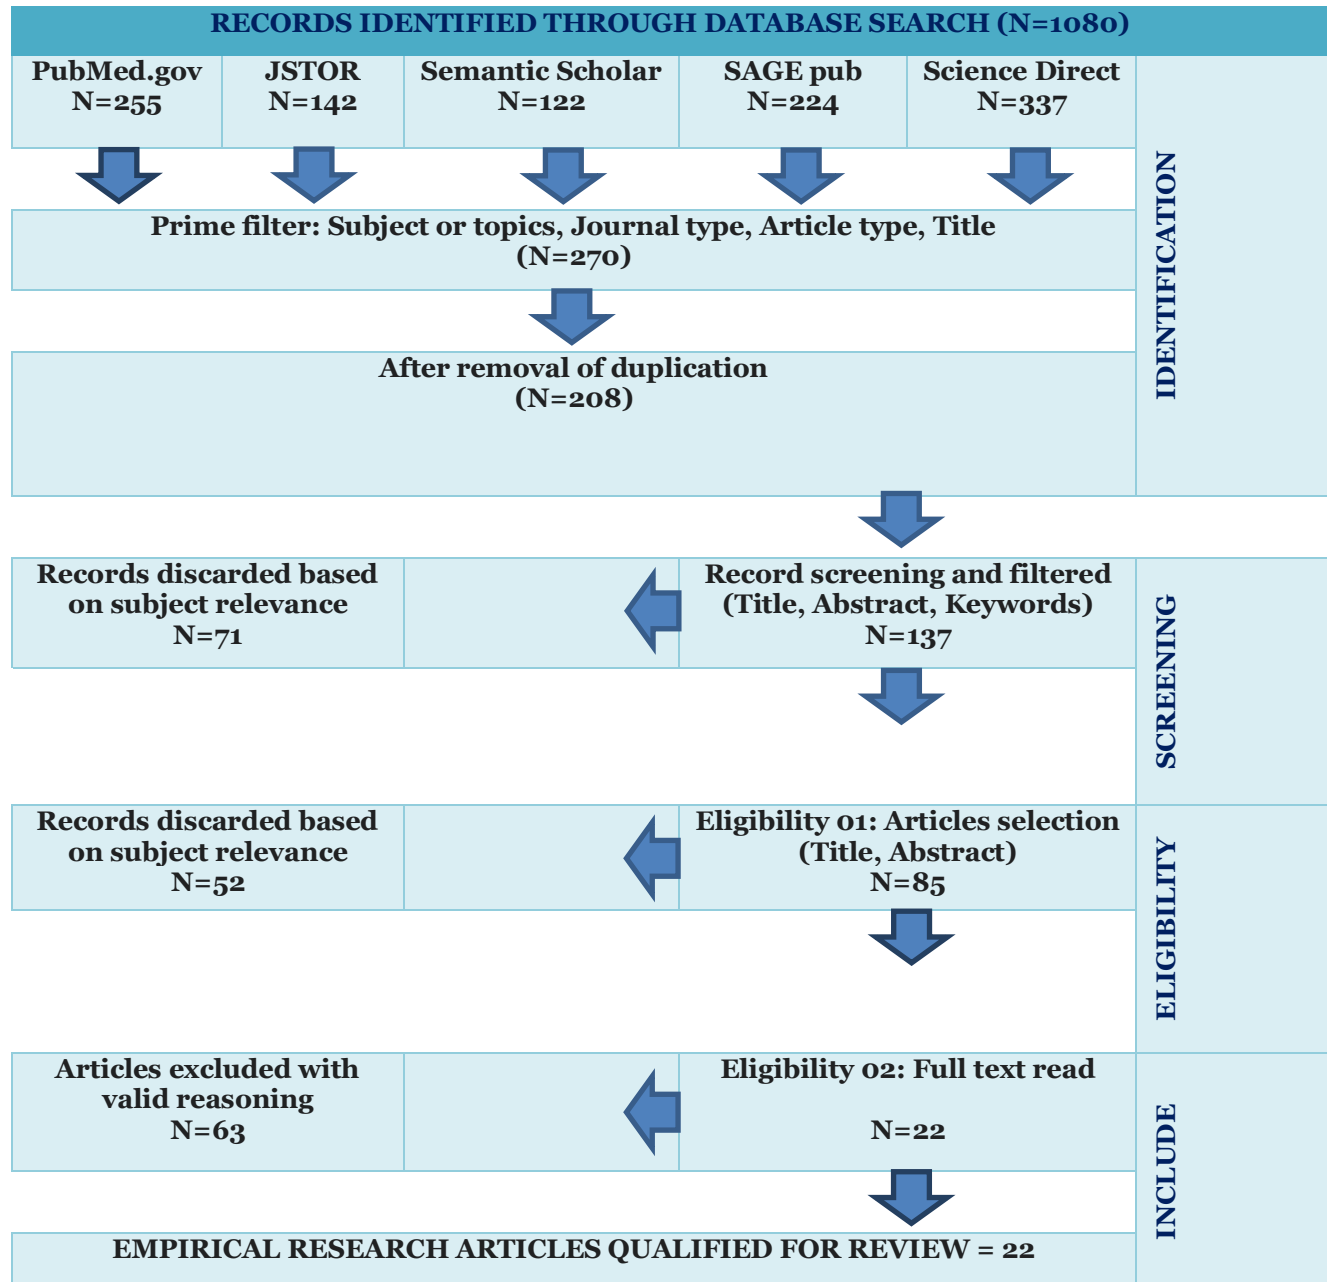 RECORDS IDENTIFIED THROUGH DATABASE SEARCH (N=1080)
PubMed.gov
N=255
JSTOR
N=142
Semantic Scholar
N=122
SAGE pub
N=224
Science Direct
N=337
Prime filter: Subject or topics, Journal type, Article type, Title
(N=270)
After removal of duplication
(N=208)
IDENTIFICATION
Records discarded based
on subject relevance
N=71
Record screening and filtered
(Title, Abstract, Keywords)
N=137
SCREENING
Records discarded based
on subject relevance
N=52
Eligibility 01: Articles selection
(Title, Abstract)
N=85
ELIGIBILITY
Articles excluded with
valid reasoning
N=63
Eligibility 02: Full text read
N=22
INCLUDE
EMPIRICAL RESEARCH ARTICLES QUALIFIED FOR REVIEW = 22